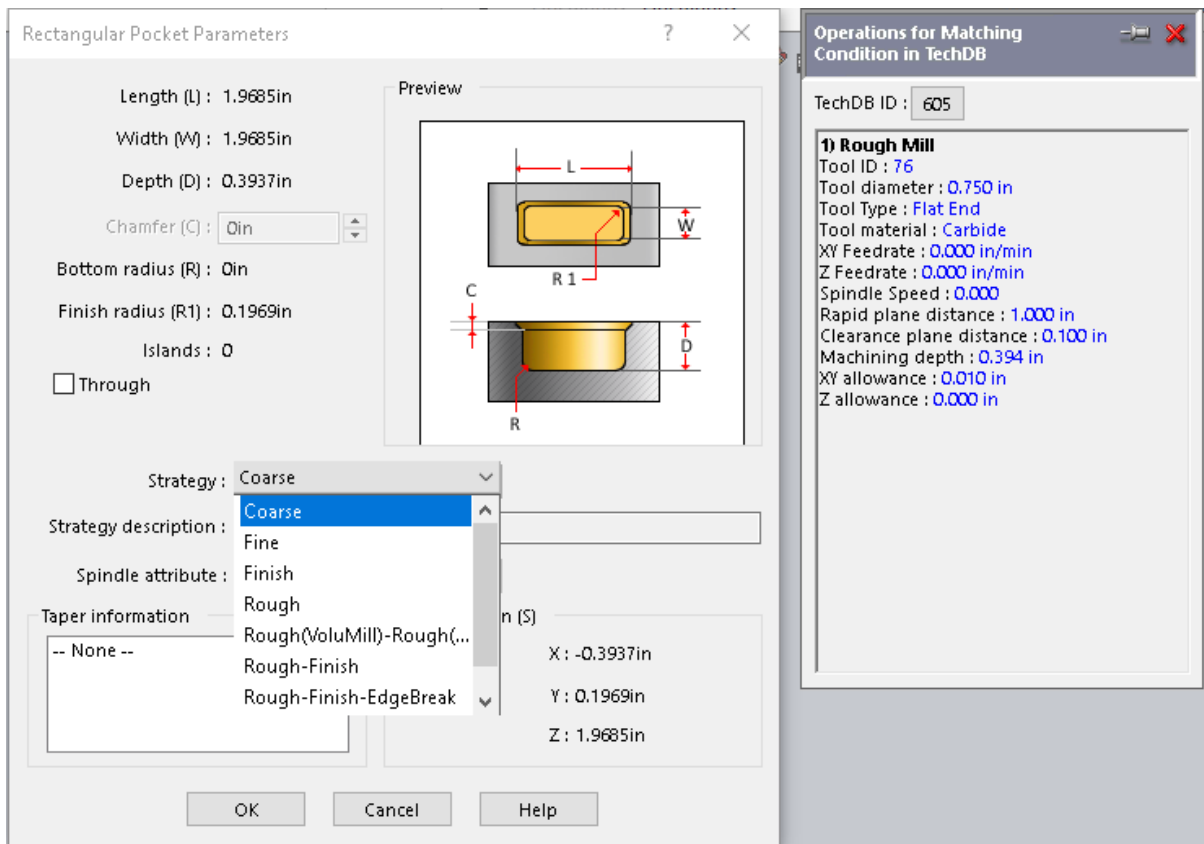 Rectangular Pocket Parameters
?
Length (L) : 1.9685in
Width (W) : 1.9685in
Depth (D) : 0.3937in
Chamfer (C) : 0in
Bottom radius (R) : 0in
Finish radius (R1) : 0.1969in
Islands : 0
Through
Preview
L
W
R 1
C
D
R
Strategy : Coarse
Coarse
Fine
Finish
Rough
Rough(VoluMill)-Rough(...
Rough-Finish
Rough-Finish-EdgeBreak
Strategy description :
Spindle attribute :
Taper information
-- None --
n (S)
X : -0.3937in
Y : 0.1969in
Z : 1.9685in
OK
Cancel
Help
Operations for Matching
Condition in TechDB
TechDB ID : 605
1) Rough Mill
Tool ID : 76
Tool diameter : 0.750 in
Tool Type : Flat End
Tool material : Carbide
XY Feedrate : 0.000 in/min
Z Feedrate : 0.000 in/min
Spindle Speed : 0.000
Rapid plane distance : 1.000 in
Clearance plane distance : 0.100 in
Machining depth : 0.394 in
XY allowance : 0.010 in
Z allowance : 0.000 in